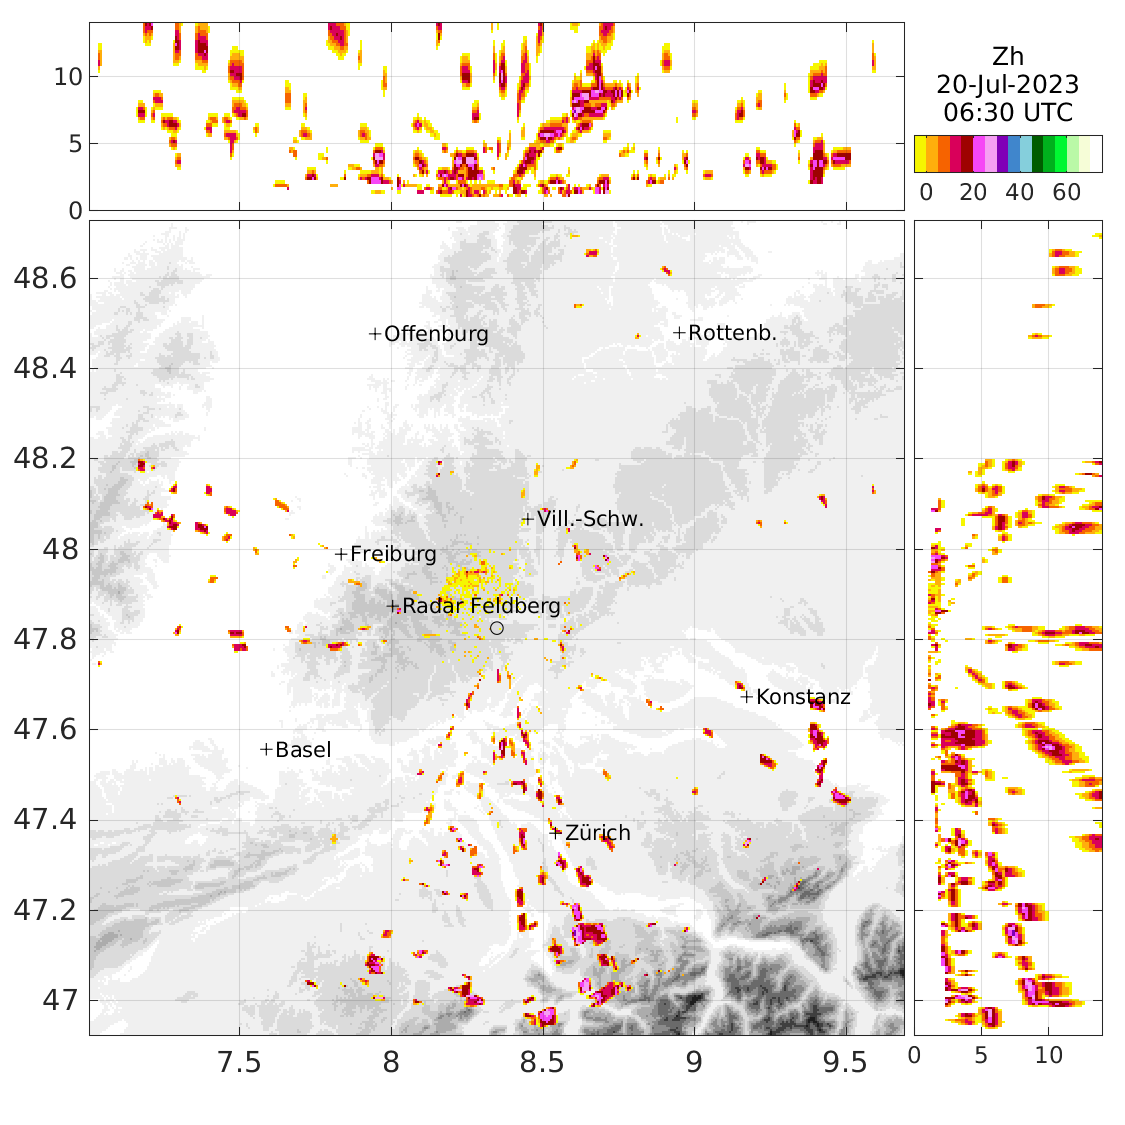 Zh
20-Jul-2023
06:30 UTC
0 20 40 60
10
5
0
48.6
48.4
48.2
48
47.8
47.6
47.4
47.2
47
Offenburg
Rottenb.
Vill.-Schw.
Freiburg
Radar Feldberg
Konstanz
Basel
Zürich
7.5 8 8.5 9 9.5
0 5 10